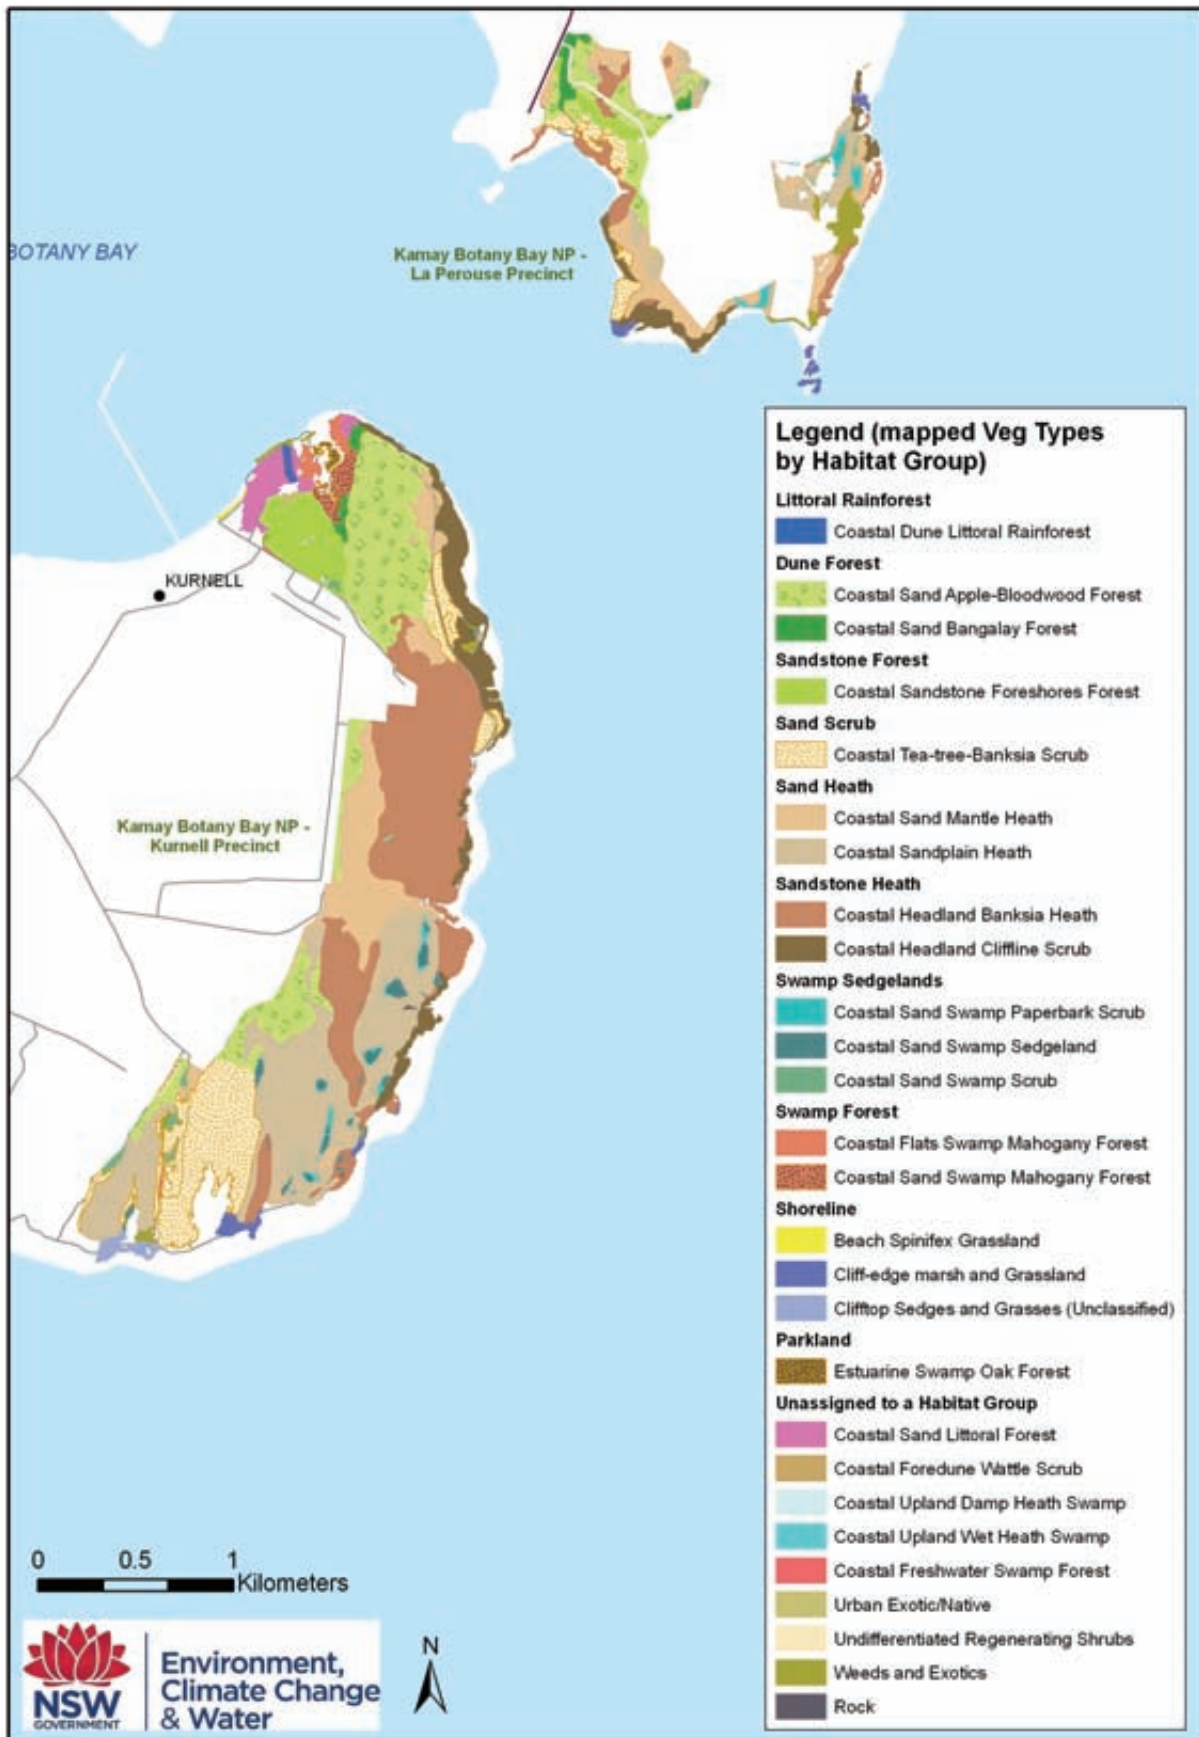 BOTANY BAY
Kamay Botany Bay NP -
La Perouse Precinct
KURNELL
Kamay Botany Bay NP -
Kurnell Precinct
Legend (mapped Veg Types
by Habitat Group)
Littoral Rainforest
Coastal Dune Littoral Rainforest
Dune Forest
Coastal Sand Apple-Bloodwood Forest
Coastal Sand Bangalay Forest
Sandstone Forest
Coastal Sandstone Foreshores Forest
Sand Scrub
Coastal Tea-tree-Banksia Scrub
Sand Heath
Coastal Sand Mantle Heath
Coastal Sandplain Heath
Sandstone Heath
Coastal Headland Banksia Heath
Coastal Headland Cliffline Scrub
Swamp Sedgelands
Coastal Sand Swamp Paperbark Scrub
Coastal Sand Swamp Sedgeland
Coastal Sand Swamp Scrub
Swamp Forest
Coastal Flats Swamp Mahogany Forest
Coastal Sand Swamp Mahogany Forest
Shoreline
Beach Spinifex Grassland
Cliff-edge marsh and Grassland
Clifftop Sedges and Grasses (Unclassified)
Parkland
Estuarine Swamp Oak Forest
Unassigned to a Habitat Group
Coastal Sand Littoral Forest
Coastal Foredune Wattle Scrub
Coastal Upland Damp Heath Swamp
Coastal Upland Wet Heath Swamp
Coastal Freshwater Swamp Forest
Urban Exotic/Native
Undifferentiated Regenerating Shrubs
Weeds and Exotics
Rock
0 0.5 1
Kilometers
NSW
GOVERNMENT
Environment,
Climate Change
& Water
N